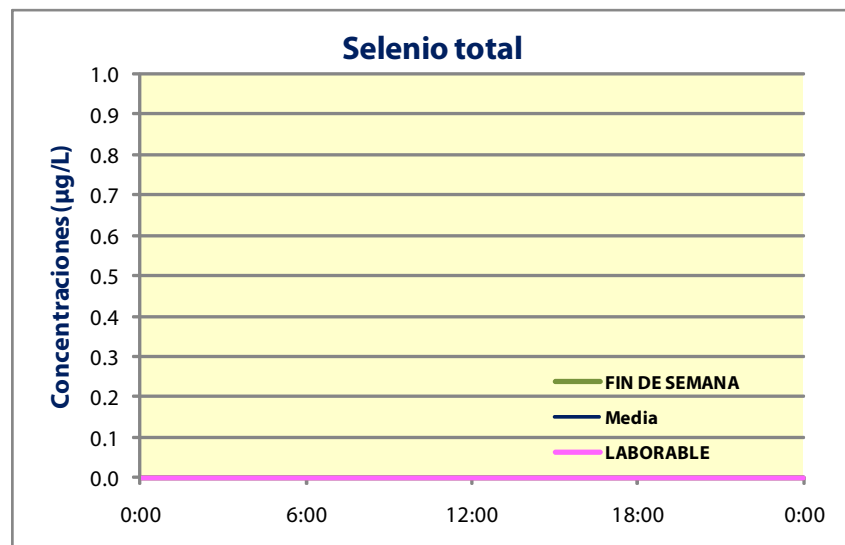 Selenio total
Concentraciones (µg/L)
1.0
0.9
0.8
0.7
0.6
0.5
0.4
0.3
0.2
0.1
0.0
FIN DE SEMANA
Media
LABORABLE
0:00 6:00 12:00 18:00 0:00